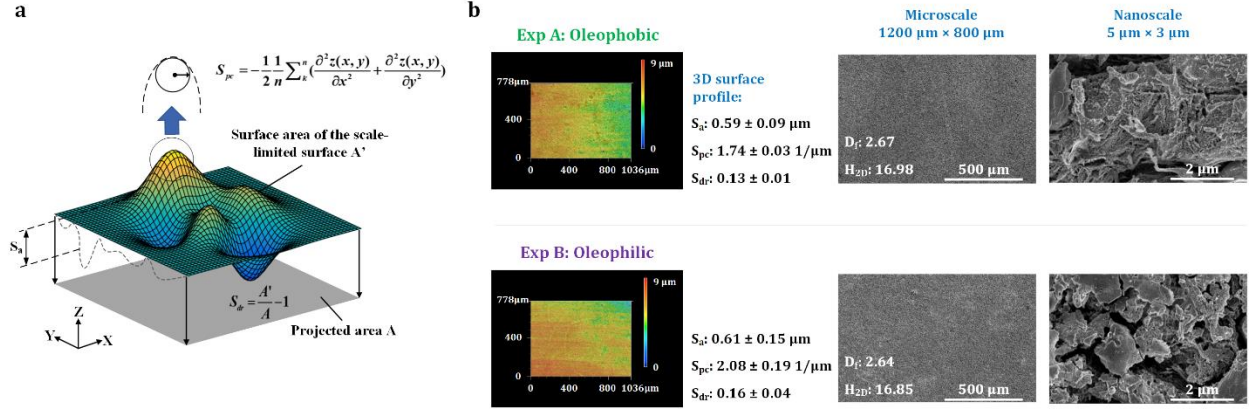 a
S_pc = -1/2 1/n ∑_k^n (∂²z(x, y)/∂x² + ∂²z(x, y)/∂y²)
Surface area of the scale-
limited surface A'
S_a
S_dr = A'/A - 1
Projected area A
Z
Y
X
b
Microscale
1200 μm × 800 μm
Nanoscale
5 μm × 3 μm
Exp A: Oleophobic
9 μm
778μm
400
0
0
400
800
1036μm
0
3D surface
profile:
S_a: 0.59 ± 0.09 μm
S_pc: 1.74 ± 0.03 1/μm
S_dr: 0.13 ± 0.01
D_f: 2.67
H_2D: 16.98
500 μm
2 μm
Exp B: Oleophilic
9 μm
778μm
400
0
0
400
800
1036μm
0
S_a: 0.61 ± 0.15 μm
S_pc: 2.08 ± 0.19 1/μm
S_dr: 0.16 ± 0.04
D_f: 2.64
H_2D: 16.85
500 μm
2 μm